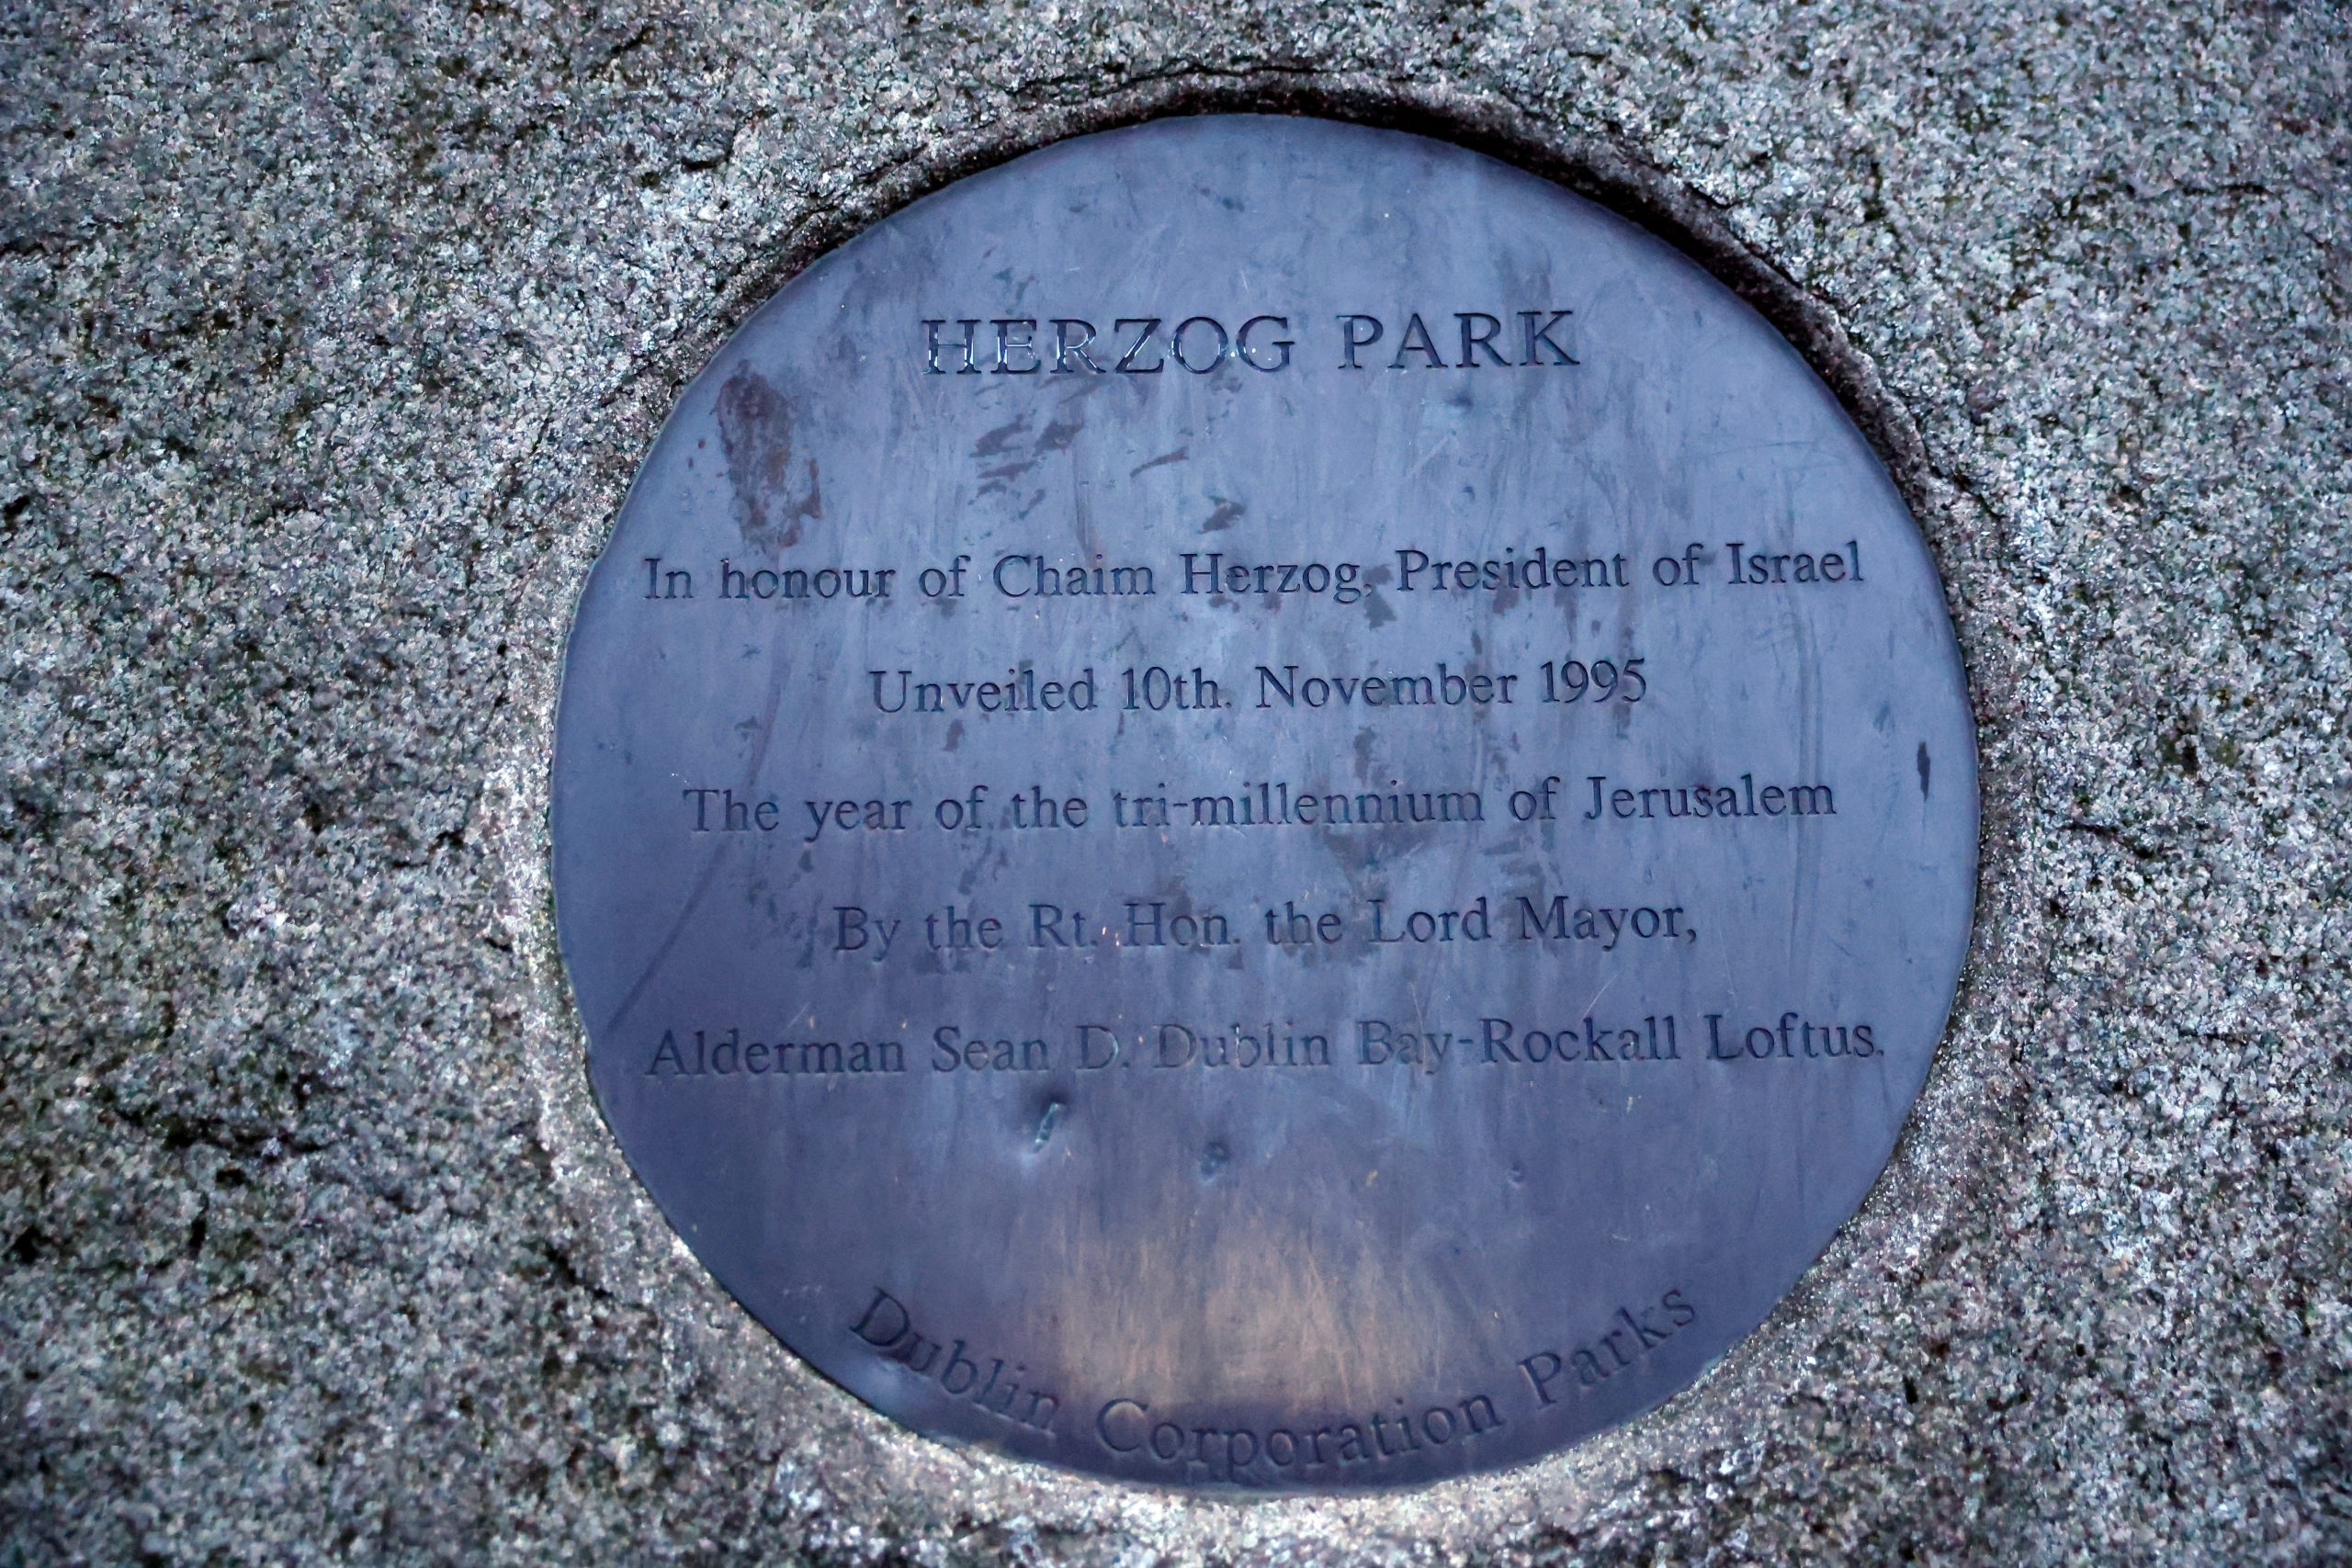 HERZOG PARK
In honour of Chaim Herzog, President of Israel
Unveiled 10th. November 1995
The year of the tri-millennium of Jerusalem
By the Rt. Hon. the Lord Mayor,
Alderman Sean D. Dublin Bay-Rockall Loftus.
Dublin Corporation Parks